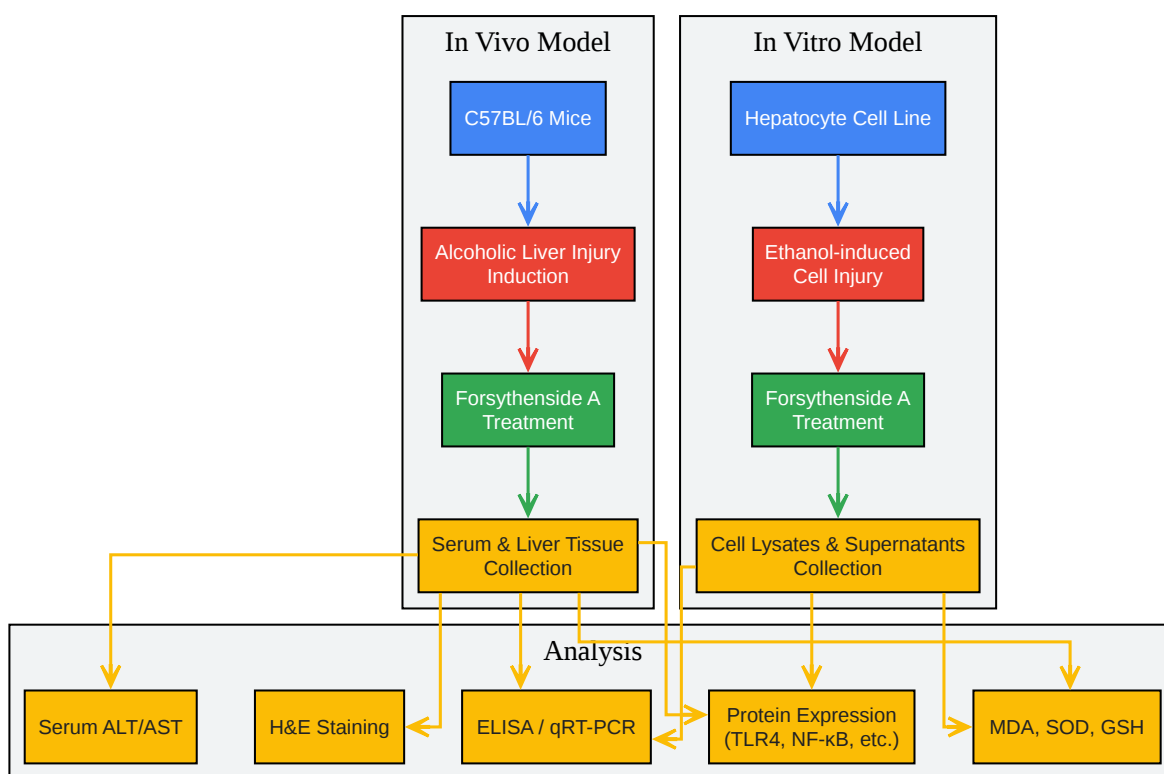 In Vivo Model
In Vitro Model
C57BL/6 Mice
Hepatocyte Cell Line
Alcoholic Liver Injury
Induction
Ethanol-induced
Cell Injury
Forsythenside A
Treatment
Forsythenside A
Treatment
Serum & Liver Tissue
Collection
Cell Lysates & Supernatants
Collection
Analysis
Serum ALT/AST
H&E Staining
ELISA / qRT-PCR
Protein Expression
(TLR4, NF-κB, etc.)
MDA, SOD, GSH